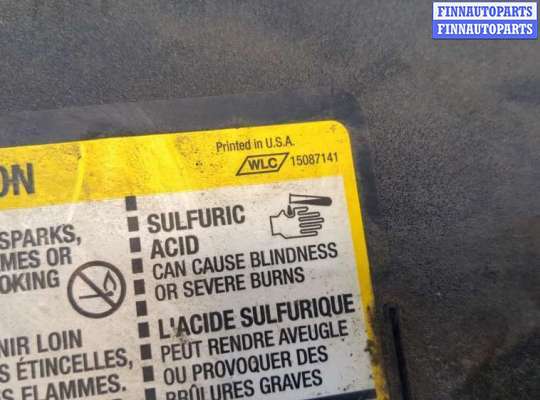 FINNAUTOPARTS
FINNAUTOPARTS
Printed in U.S.A.
WLC 15087141
ON
SPARKS,
MES OR
OKING
NIR LOIN
S ÉTINCELLES,
S FLAMMES.
SULFURIC
ACID
CAN CAUSE BLINDNESS
OR SEVERE BURNS
L'ACIDE SULFURIQUE
PEUT RENDRE AVEUGLE
OU PROVOQUER DES
BRÛLURES GRAVES